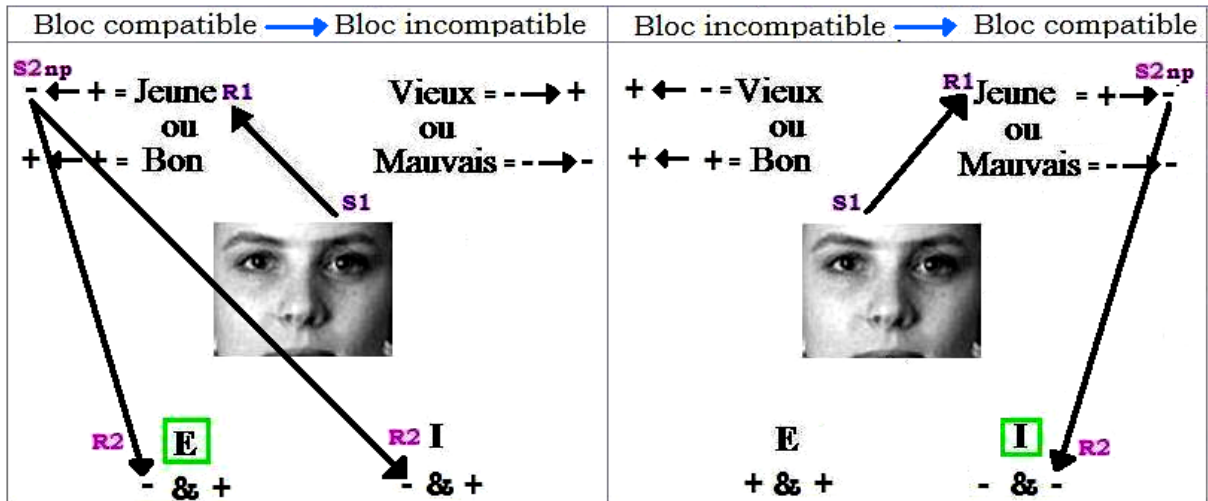 Bloc compatible → Bloc incompatible
S2np
- ← + = Jeune R1
ou
+ ← + = Bon
Vieux = - → +
ou
Mauvais = - → -
S1
R2 E
- & +
R2 I
- & +
Bloc incompatible → Bloc compatible
S2np
+ ← - = Vieux
ou
+ ← + = Bon
R1 Jeune = + → -
ou
Mauvais = - → -
S1
E
+ & +
I R2
- & -